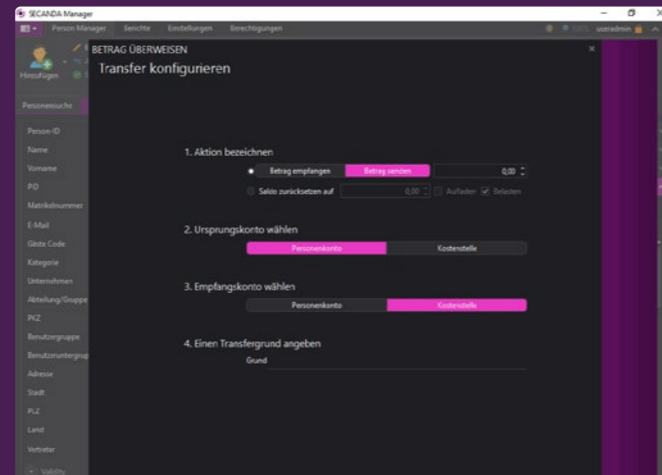 SECANDA Manager
Person Manager Berichte Einstellungen Berechtigungen
Hinzufügen
BETRAG ÜBERWEISEN
Transfer konfigurieren
Personensuche
Person-ID
Name
Vorname
PID
Matrikelnummer
E-Mail
Gäste Code
Kategorie
Unternehmen
Abteilung/Gruppe
PKZ
Benutzergruppe
Benutzeruntergrup
Adresse
Stadt
PLZ
Land
Vertreter
Validity
1. Aktion bezeichnen
Betrag empfangen Betrag senden 0,00
Saldo zurücksetzen auf 0,00 Aufladen Belasten
2. Ursprungskonto wählen
Personenkonto Kostenstelle
3. Empfangskonto wählen
Personenkonto Kostenstelle
4. Einen Transfergrund angeben
Grund